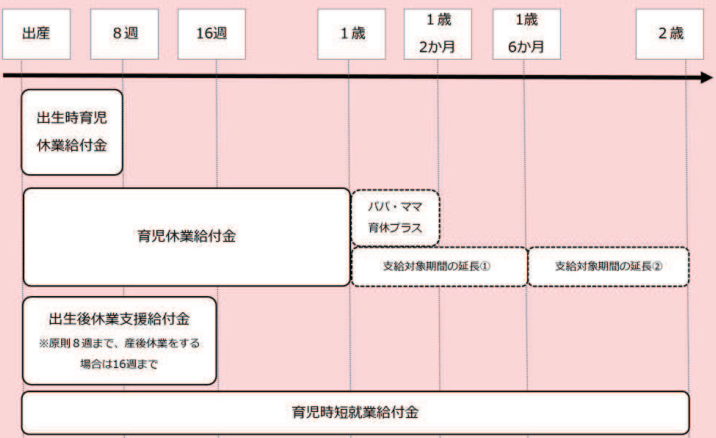 出産
8週
16週
1歳
1歳
2か月
1歳
6か月
2歳
出生時育児
休業給付金
育児休業給付金
パパ・ママ
育休プラス
支給対象期間の延長①
支給対象期間の延長②
出生後休業支援給付金
※原則8週まで、産後休業をする
場合は16週まで
育児時短就業給付金